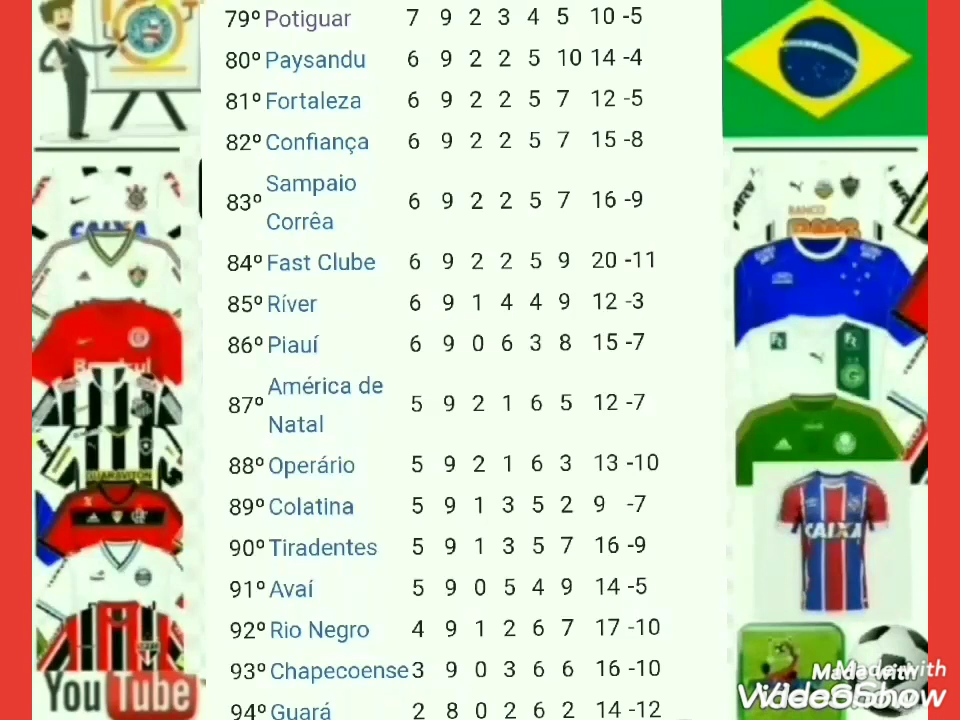 79º Potiguar 7 9 2 3 4 5 10 -5
80º Paysandu 6 9 2 2 5 10 14 -4
81º Fortaleza 6 9 2 2 5 7 12 -5
82º Confiança 6 9 2 2 5 7 15 -8
Sampaio
83º 6 9 2 2 5 7 16 -9
Corrêa
84º Fast Clube 6 9 2 2 5 9 20 -11
85º Ríver 6 9 1 4 4 9 12 -3
86º Piauí 6 9 0 6 3 8 15 -7
América de
87º 5 9 2 1 6 5 12 -7
Natal
88º Operário 5 9 2 1 6 3 13 -10
89º Colatina 5 9 1 3 5 2 9 -7
90º Tiradentes 5 9 1 3 5 7 16 -9
91º Avaí 5 9 0 5 4 9 14 -5
92º Rio Negro 4 9 1 2 6 7 17 -10
93º Chapecoense 3 9 0 3 6 6 16 -10
94º Guará 2 8 0 2 6 2 14 -12
CAIXA
MRV
BANCO
CAIXA
YouTube
Made with
VideoShow